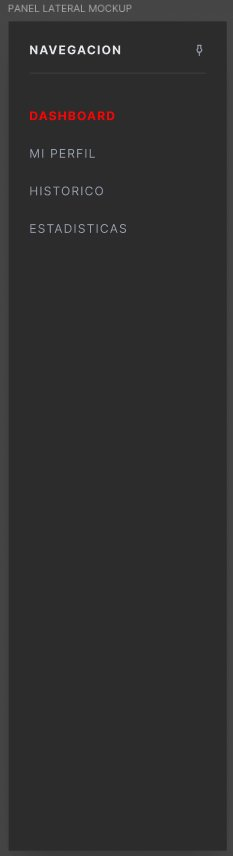 PANEL LATERAL MOCKUP
NAVEGACION
DASHBOARD
MI PERFIL
HISTORICO
ESTADISTICAS